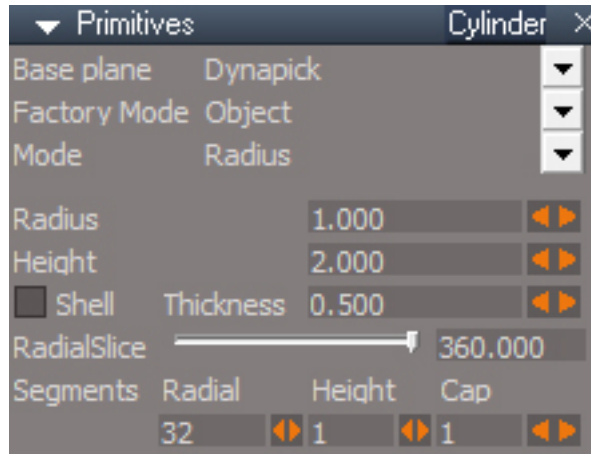 Primitives Cylinder
Base plane Dynapick
Factory Mode Object
Mode Radius
Radius 1.000
Height 2.000
Shell Thickness 0.500
RadialSlice 360.000
Segments Radial Height Cap
32 1 1